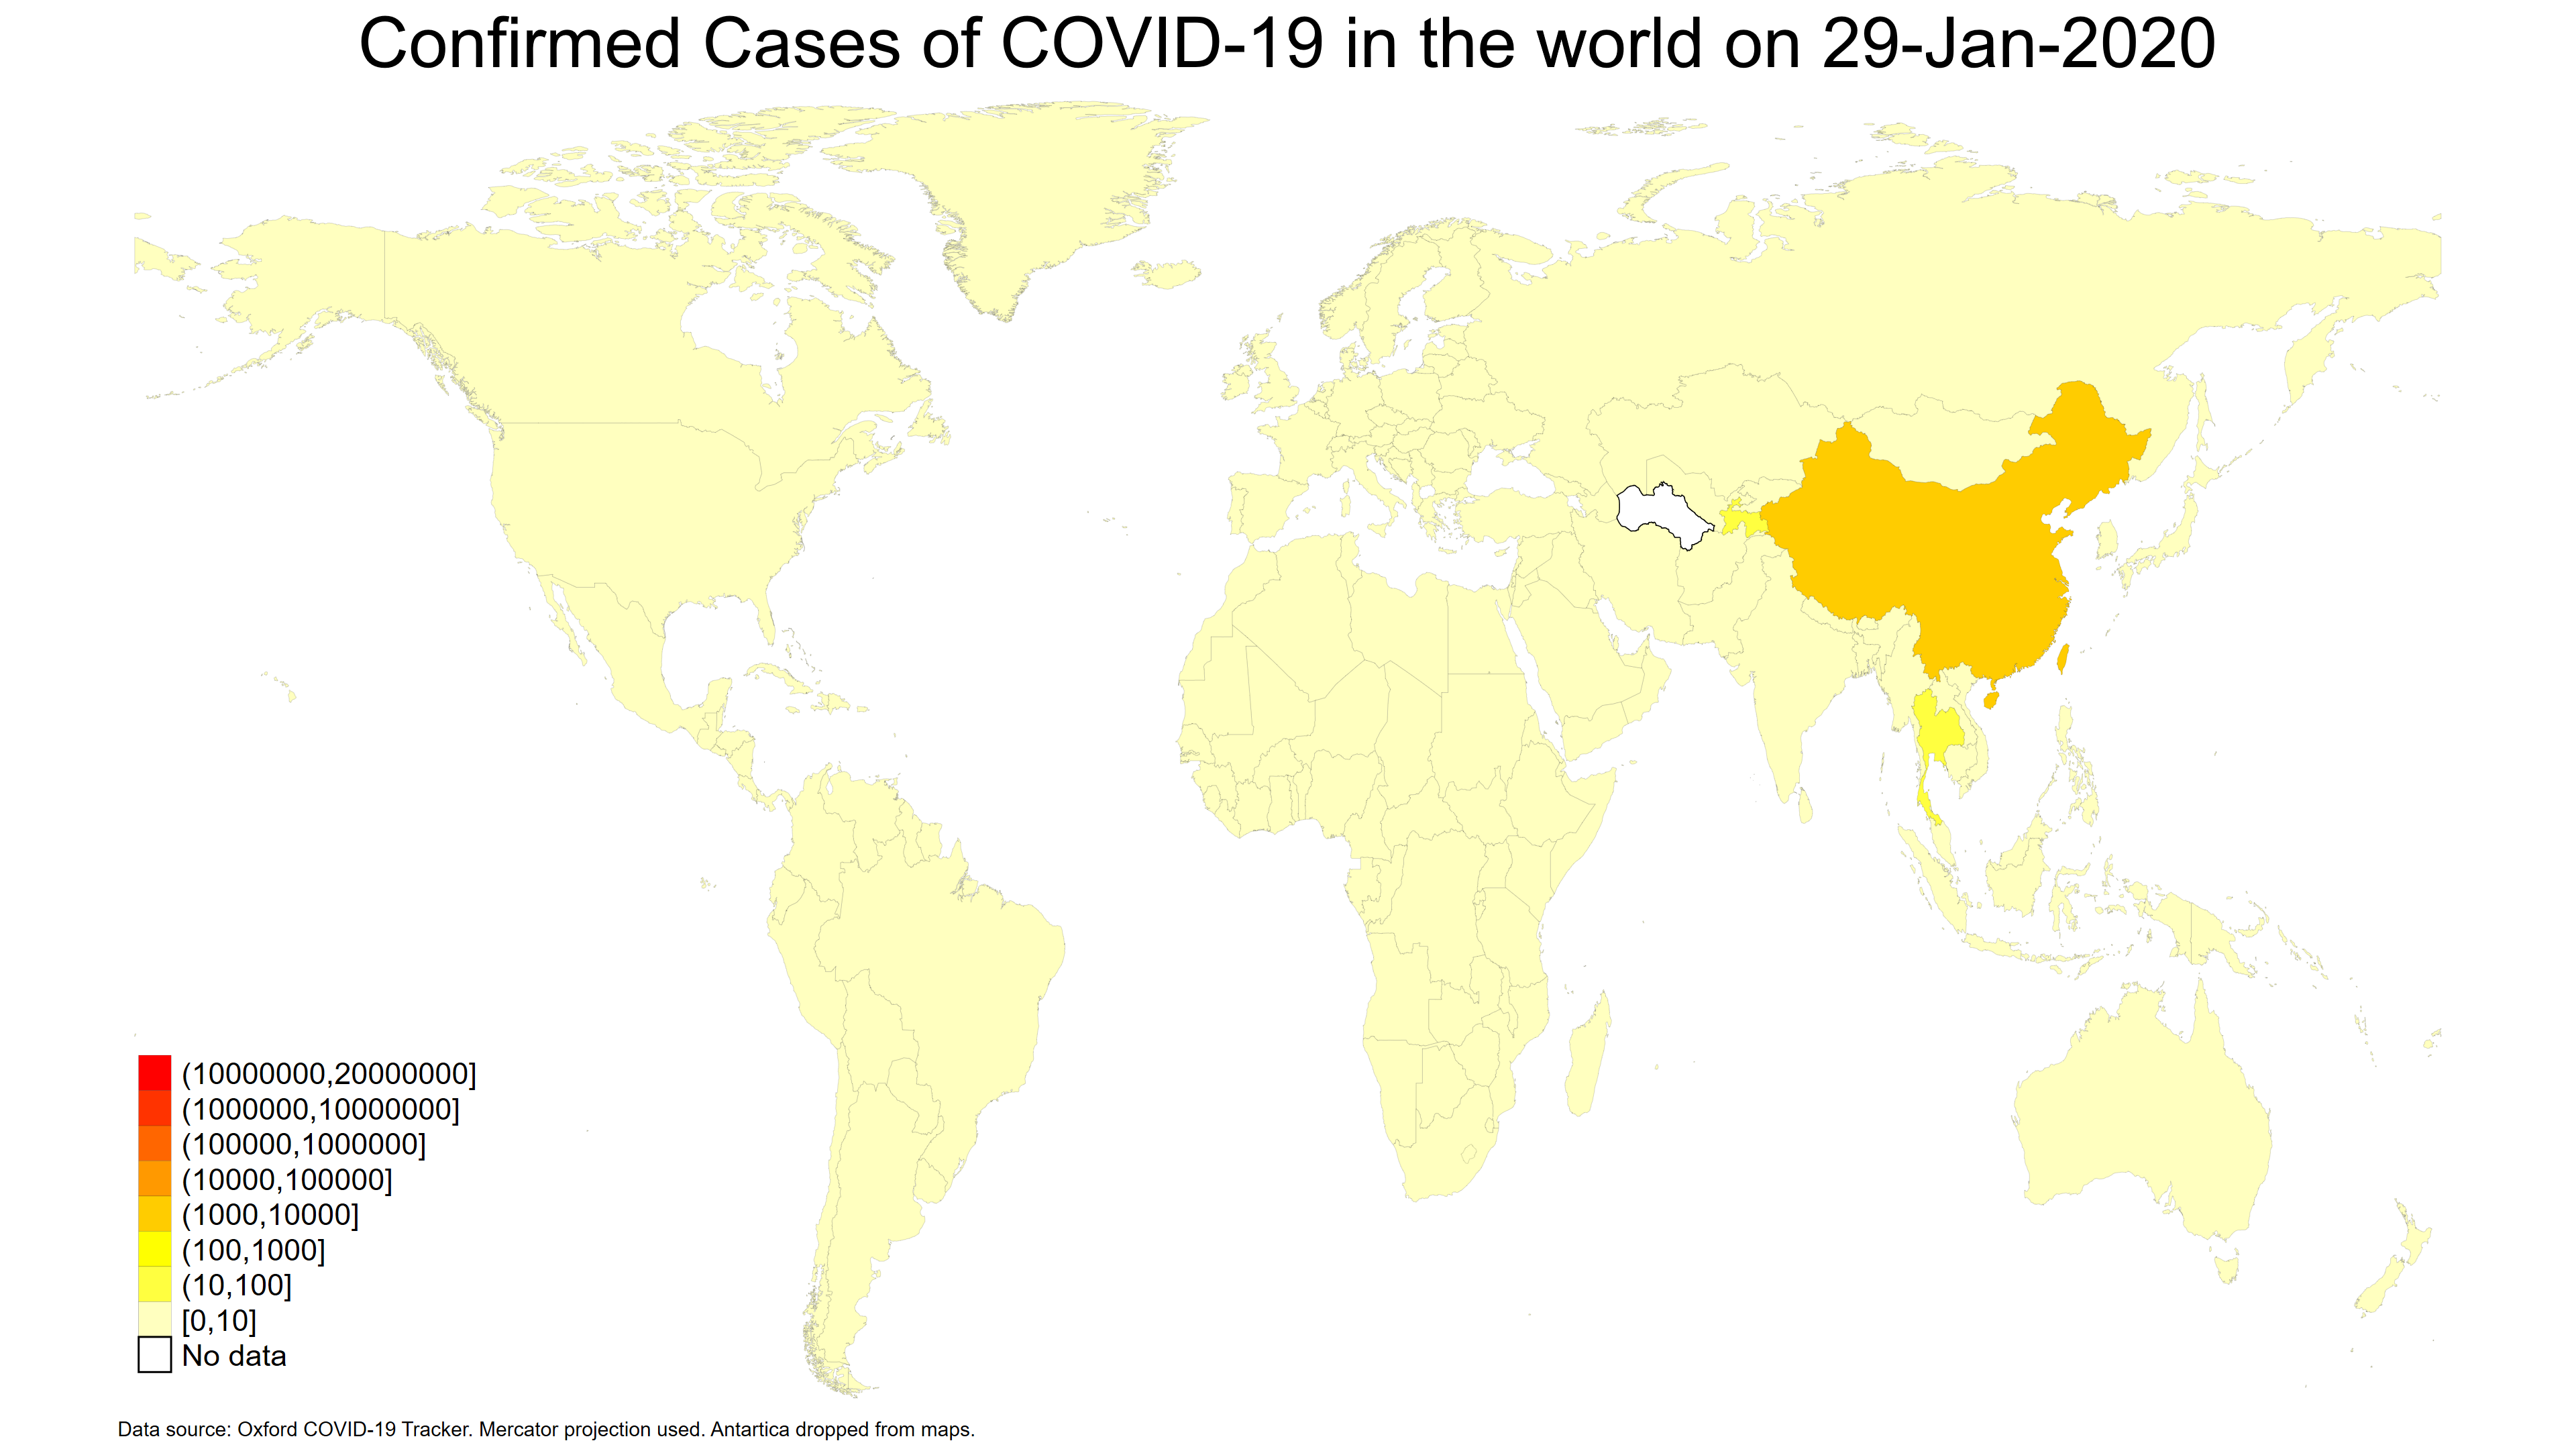 Confirmed Cases of COVID-19 in the world on 29-Jan-2020
(10000000,20000000]
(1000000,10000000]
(100000,1000000]
(10000,100000]
(1000,10000]
(100,1000]
(10,100]
[0,10]
No data
Data source: Oxford COVID-19 Tracker. Mercator projection used. Antartica dropped from maps.